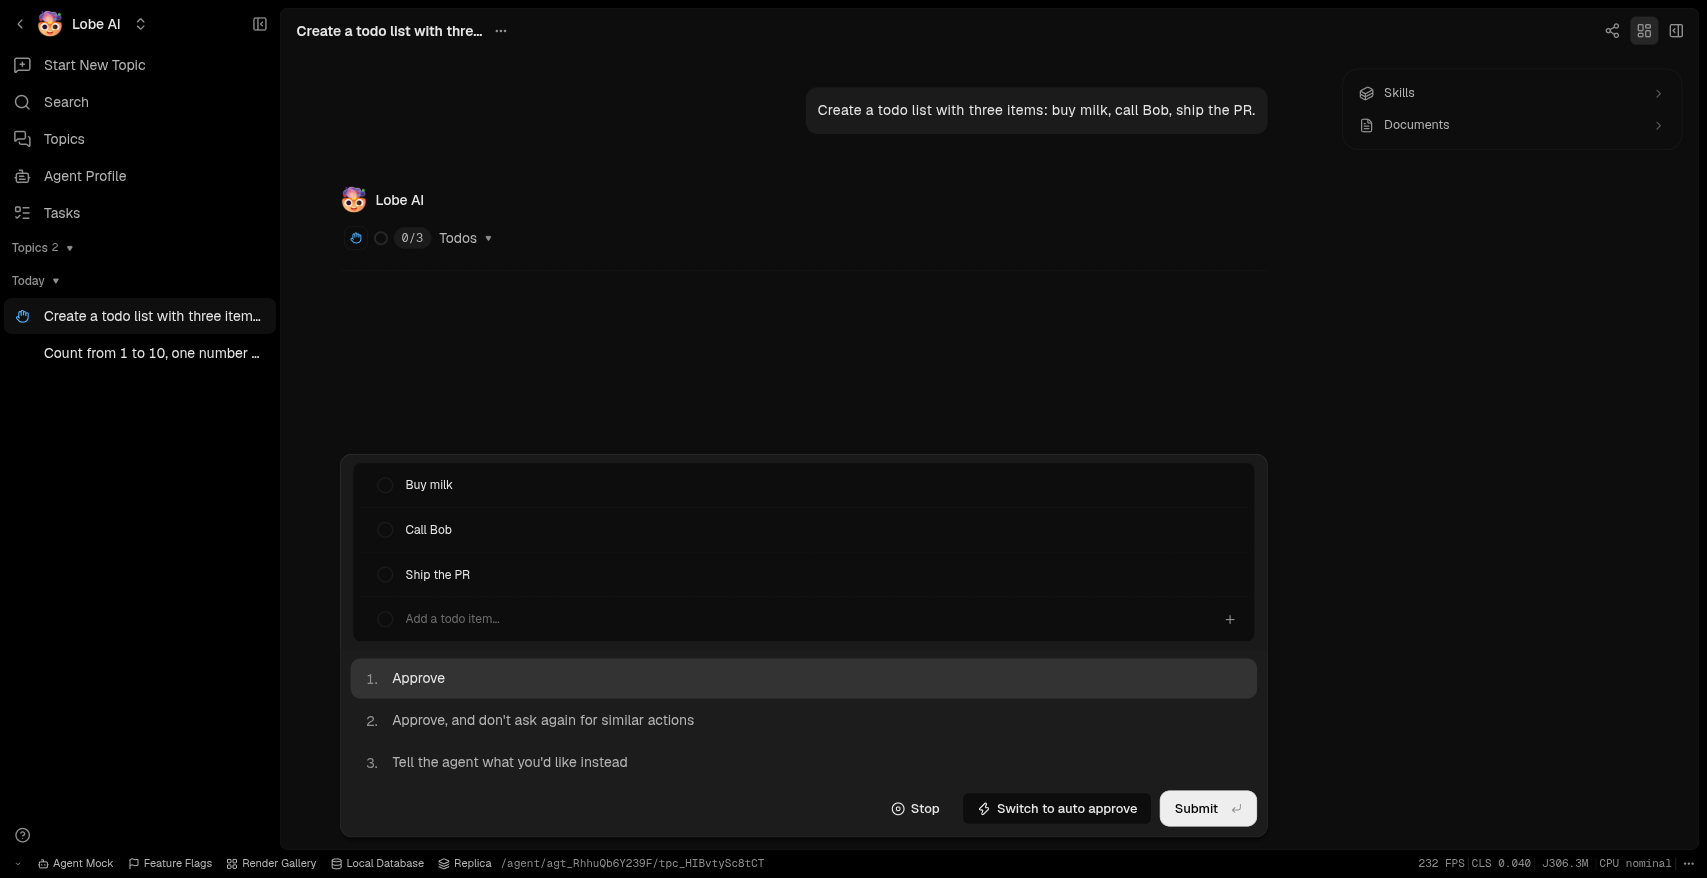 Lobe AI
Start New Topic
Search
Topics
Agent Profile
Tasks
Topics 2
Today
Create a todo list with three item...
Count from 1 to 10, one number ...
Create a todo list with thre...
Create a todo list with three items: buy milk, call Bob, ship the PR.
Skills
Documents
Lobe AI
0/3 Todos
Buy milk
Call Bob
Ship the PR
Add a todo item...
1. Approve
2. Approve, and don't ask again for similar actions
3. Tell the agent what you'd like instead
Stop Switch to auto approve Submit
Agent Mock Feature Flags Render Gallery Local Database Replica /agent/agt_RhhuQb6Y239F/tpc_HIBvtySc8tCT 232 FPS CLS 0.040 J306.3M CPU nominal